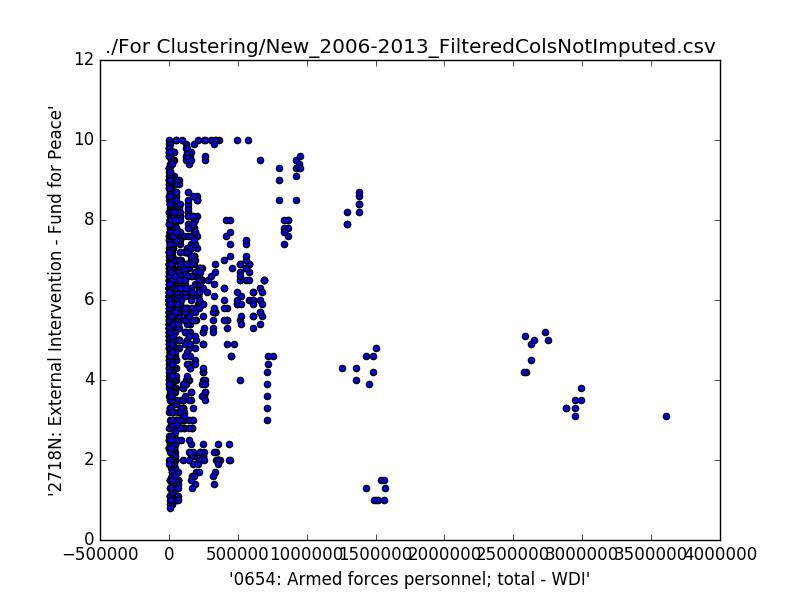 ./For Clustering/New_2006-2013_FilteredColsNotImputed.csv
12
10
8
6
4
2
0
'2718N: External Intervention - Fund for Peace'
−500000 0 500000 1000000 1500000 2000000 2500000 3000000 3500000 4000000
'0654: Armed forces personnel; total - WDI'